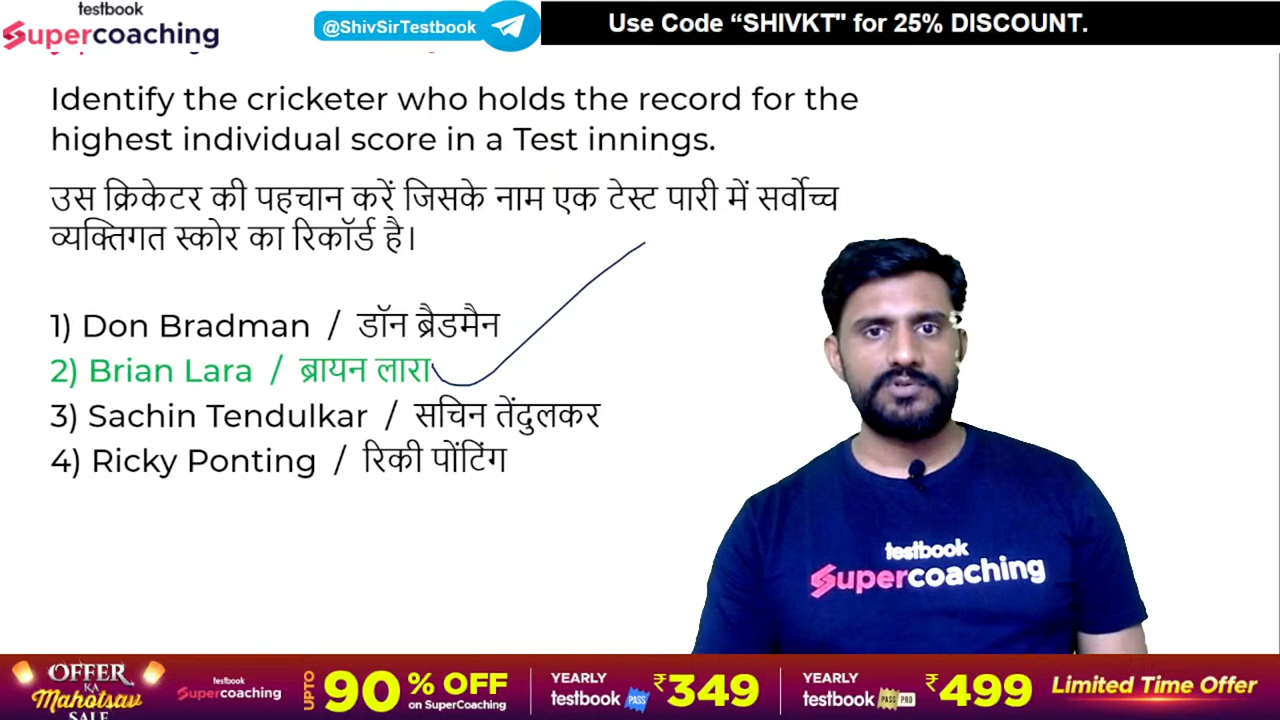 testbook
Supercoaching
@ShivSirTestbook
Use Code “SHIVKT" for 25% DISCOUNT.
Identify the cricketer who holds the record for the
highest individual score in a Test innings.
उस क्रिकेटर की पहचान करें जिसके नाम एक टेस्ट पारी में सर्वोच्च
व्यक्तिगत स्कोर का रिकॉर्ड है।
1) Don Bradman / डॉन ब्रैडमैन
2) Brian Lara / ब्रायन लारा
3) Sachin Tendulkar / सचिन तेंदुलकर
4) Ricky Ponting / रिकी पोंटिंग
testbook
Supercoaching
OFFER
KA
Mahotsav
SALE
testbook
Supercoaching
UPTO 90% OFF
on SuperCoaching
YEARLY
testbook PASS
₹349
YEARLY
testbook PASS PRO
₹499
Limited Time Offer